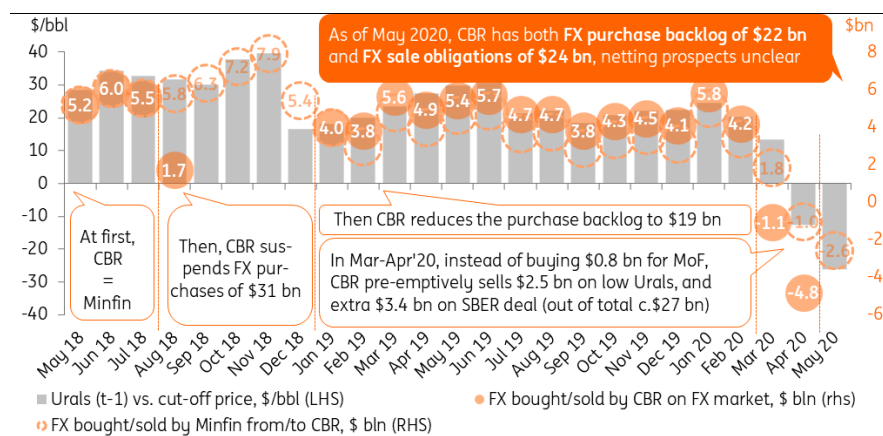 $/bbl
$bn
As of May 2020, CBR has both FX purchase backlog of $22 bn
and FX sale obligations of $24 bn, netting prospects unclear
40
30
20
10
0
-10
-20
-30
-40
8
6
4
2
0
-2
-4
-6
5.2
6.0
5.5
5.8
1.7
6.3
7.2
7.9
5.4
4.0
3.8
5.6
4.9
5.4
5.7
4.7
4.7
3.8
4.3
4.5
4.1
5.8
4.2
1.8
-1.1
-1.0
-4.8
-2.6
At first,
CBR
=
Minfin
Then, CBR sus-
pends FX pur-
chases of $31 bn
Then CBR reduces the purchase backlog to $19 bn
In Mar-Apr'20, instead of buying $0.8 bn for MoF,
CBR pre-emptively sells $2.5 bn on low Urals, and
extra $3.4 bn on SBER deal (out of total c.$27 bn)
May 18
Jun 18
Jul 18
Aug 18
Sep 18
Oct 18
Nov 18
Dec 18
Jan 19
Feb 19
Mar 19
Apr 19
May 19
Jun 19
Jul 19
Aug 19
Sep 19
Oct 19
Nov 19
Dec 19
Jan 20
Feb 20
Mar 20
Apr 20
May 20
Urals (t-1) vs. cut-off price, $/bbl (LHS)
FX bought/sold by CBR on FX market, $ bln (rhs)
FX bought/sold by Minfin from/to CBR, $ bln (RHS)